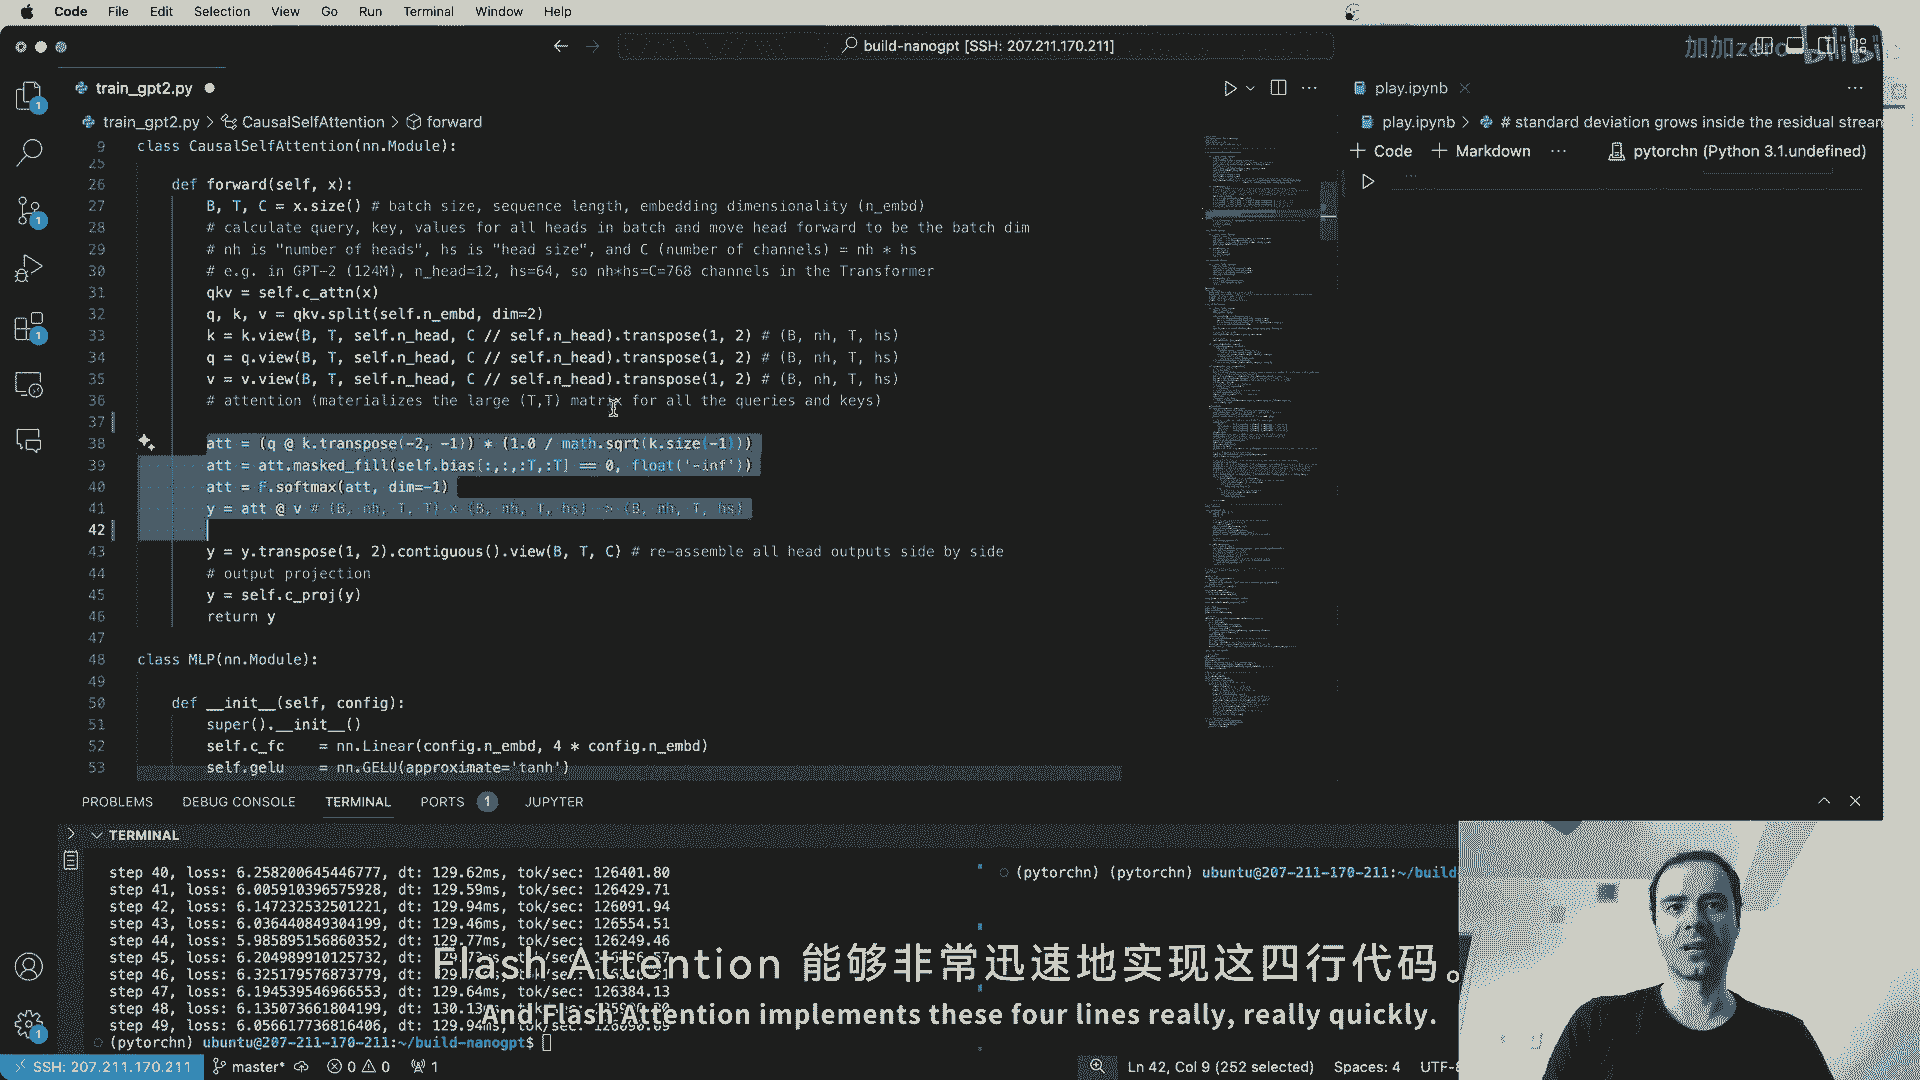 Code File Edit Selection View Go Run Terminal Window Help
build-nanogpt [SSH: 207.211.170.211]
加加zero bilibili
train_gpt2.py
play.ipynb
train_gpt2.py > CausalSelfAttention > forward
play.ipynb > # standard deviation grows inside the residual stream
+ Code + Markdown ··· pytorchn (Python 3.1.undefined)
9 class CausalSelfAttention(nn.Module):
25
26 def forward(self, x):
27 B, T, C = x.size() # batch size, sequence length, embedding dimensionality (n_embd)
28 # calculate query, key, values for all heads in batch and move head forward to be the batch dim
29 # nh is "number of heads", hs is "head size", and C (number of channels) = nh * hs
30 # e.g. in GPT-2 (124M), n_head=12, hs=64, so nh*hs=C=768 channels in the Transformer
31 qkv = self.c_attn(x)
32 q, k, v = qkv.split(self.n_embd, dim=2)
33 k = k.view(B, T, self.n_head, C // self.n_head).transpose(1, 2) # (B, nh, T, hs)
34 q = q.view(B, T, self.n_head, C // self.n_head).transpose(1, 2) # (B, nh, T, hs)
35 v = v.view(B, T, self.n_head, C // self.n_head).transpose(1, 2) # (B, nh, T, hs)
36 # attention (materializes the large (T,T) matrix for all the queries and keys)
37
38 att = (q @ k.transpose(-2, -1)) * (1.0 / math.sqrt(k.size(-1)))
39 att = att.masked_fill(self.bias[:,:,:T,:T] == 0, float('-inf'))
40 att = F.softmax(att, dim=-1)
41 y = att @ v # (B, nh, T, T) x (B, nh, T, hs) -> (B, nh, T, hs)
42
43 y = y.transpose(1, 2).contiguous().view(B, T, C) # re-assemble all head outputs side by side
44 # output projection
45 y = self.c_proj(y)
46 return y
47
48 class MLP(nn.Module):
49
50 def __init__(self, config):
51 super().__init__()
52 self.c_fc = nn.Linear(config.n_embd, 4 * config.n_embd)
53 self.gelu = nn.GELU(approximate='tanh')
PROBLEMS DEBUG CONSOLE TERMINAL PORTS 1 JUPYTER
TERMINAL
step 40, loss: 6.258200645446777, dt: 129.62ms, tok/sec: 126401.80
step 41, loss: 6.005910396575928, dt: 129.59ms, tok/sec: 126429.71
step 42, loss: 6.147232532501221, dt: 129.94ms, tok/sec: 126091.94
step 43, loss: 6.036440849304199, dt: 129.46ms, tok/sec: 126554.51
step 44, loss: 5.985895156860352, dt: 129.77ms, tok/sec: 126249.46
step 45, loss: 6.204989910125732, dt:
step 46, loss: 6.325179576873779, dt:
step 47, loss: 6.194539546966553, dt: 129.64ms, tok/sec: 126384.13
step 48, loss: 6.135073661804199, dt: 130.13ms, tok/sec:
step 49, loss: 6.056617736816406, dt: 129.94ms, tok/sec:
(pytorchn) ubuntu@207-211-170-211:~/build-nanogpt$
(pytorchn) (pytorchn) ubuntu@207-211-170-211:~/build
Flash Attention 能够非常迅速地实现这四行代码。
And Flash Attention implements these four lines really, really quickly.
SSH: 207.211.170.211 master* 0 0 1 Ln 42, Col 9 (252 selected) Spaces: 4 UTF-8